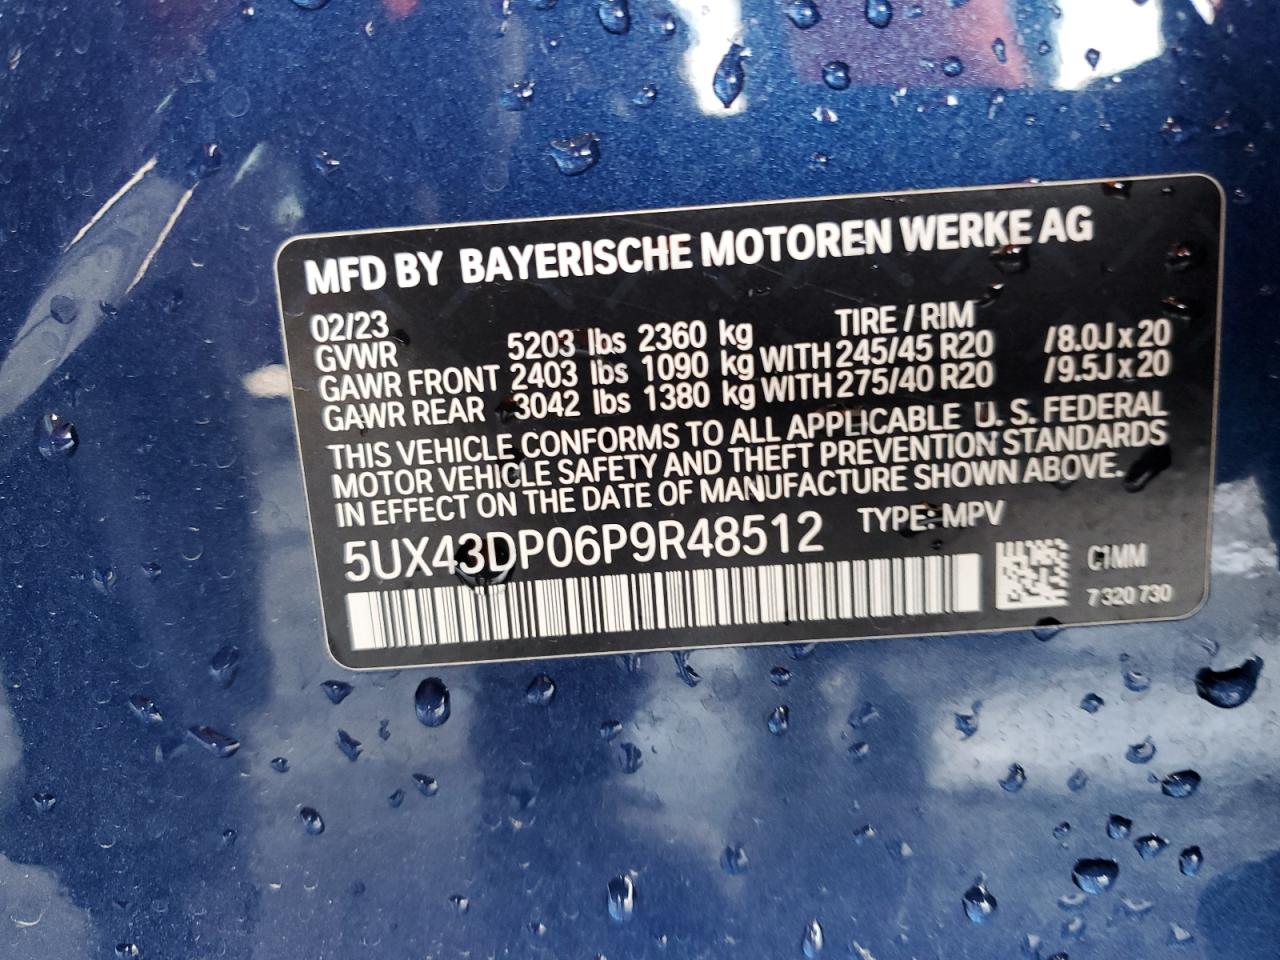 MFD BY BAYERISCHE MOTOREN WERKE AG
02/23 TIRE / RIM
GVWR 5203 lbs 2360 kg
GAWR FRONT 2403 lbs 1090 kg WITH 245/45 R20 /8.0J x 20
GAWR REAR 3042 lbs 1380 kg WITH 275/40 R20 /9.5J x 20
THIS VEHICLE CONFORMS TO ALL APPLICABLE U. S. FEDERAL
MOTOR VEHICLE SAFETY AND THEFT PREVENTION STANDARDS
IN EFFECT ON THE DATE OF MANUFACTURE SHOWN ABOVE.
5UX43DP06P9R48512 TYPE: MPV
C1MM
7 320 730